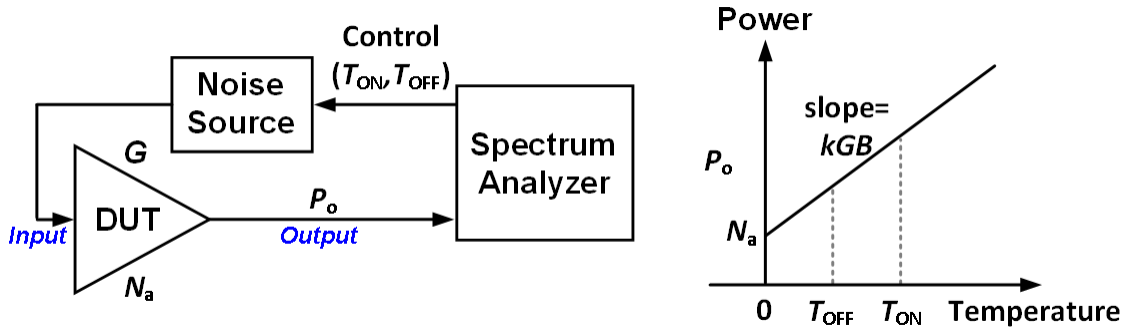 Control
(TON,TOFF)
Noise
Source
Spectrum
Analyzer
G
DUT
Na
Input
Po
Output
Power
slope=
kGB
Po
Na
0 TOFF TON Temperature